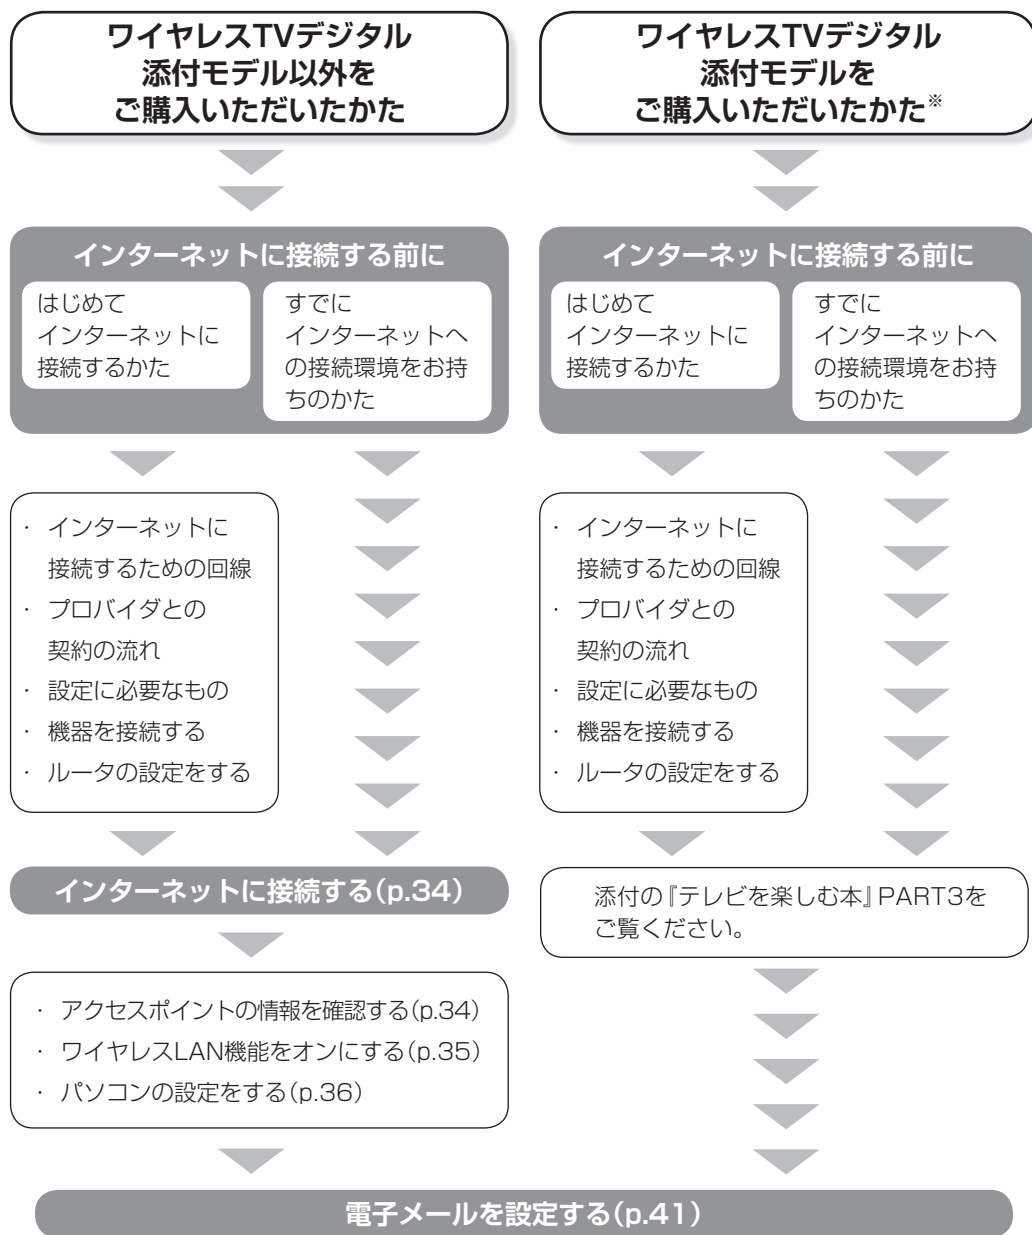 ワイヤレスTVデジタル
添付モデル以外を
ご購入いただいたかた
インターネットに接続する前に
はじめて
インターネットに
接続するかた
すでに
インターネットへ
の接続環境をお持
ちのかた
· インターネットに
接続するための回線
· プロバイダとの
契約の流れ
· 設定に必要なもの
· 機器を接続する
· ルータの設定をする
インターネットに接続する(p.34)
· アクセスポイントの情報を確認する(p.34)
· ワイヤレスLAN機能をオンにする(p.35)
· パソコンの設定をする(p.36)
ワイヤレスTVデジタル
添付モデルを
ご購入いただいたかた※
インターネットに接続する前に
はじめて
インターネットに
接続するかた
すでに
インターネットへ
の接続環境をお持
ちのかた
· インターネットに
接続するための回線
· プロバイダとの
契約の流れ
· 設定に必要なもの
· 機器を接続する
· ルータの設定をする
添付の『テレビを楽しむ本』PART3を
ご覧ください。
電子メールを設定する(p.41)